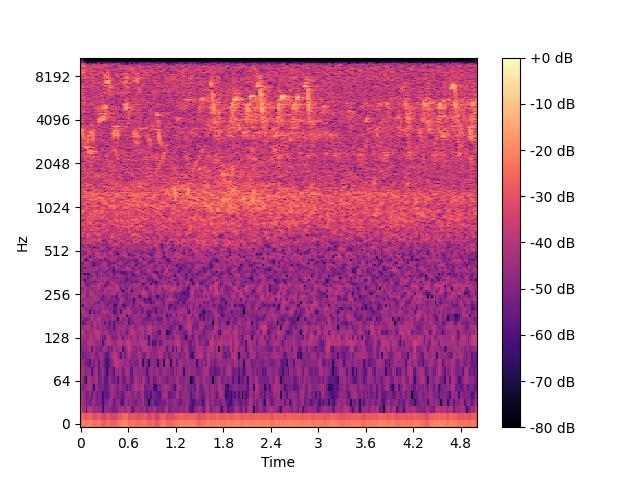 +0 dB
8192
-10 dB
4096
-20 dB
2048
-30 dB
1024
-40 dB
Hz
512
-50 dB
256
-60 dB
128
64
-70 dB
0
-80 dB
0 0.6 1.2 1.8 2.4 3 3.6 4.2 4.8
Time